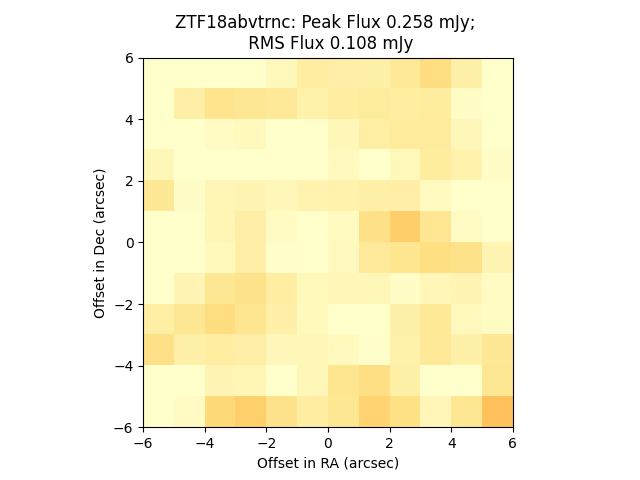 ZTF18abvtrnc: Peak Flux 0.258 mJy;
RMS Flux 0.108 mJy
6
4
2
0
−2
−4
−6
Offset in Dec (arcsec)
−6 −4 −2 0 2 4 6
Offset in RA (arcsec)